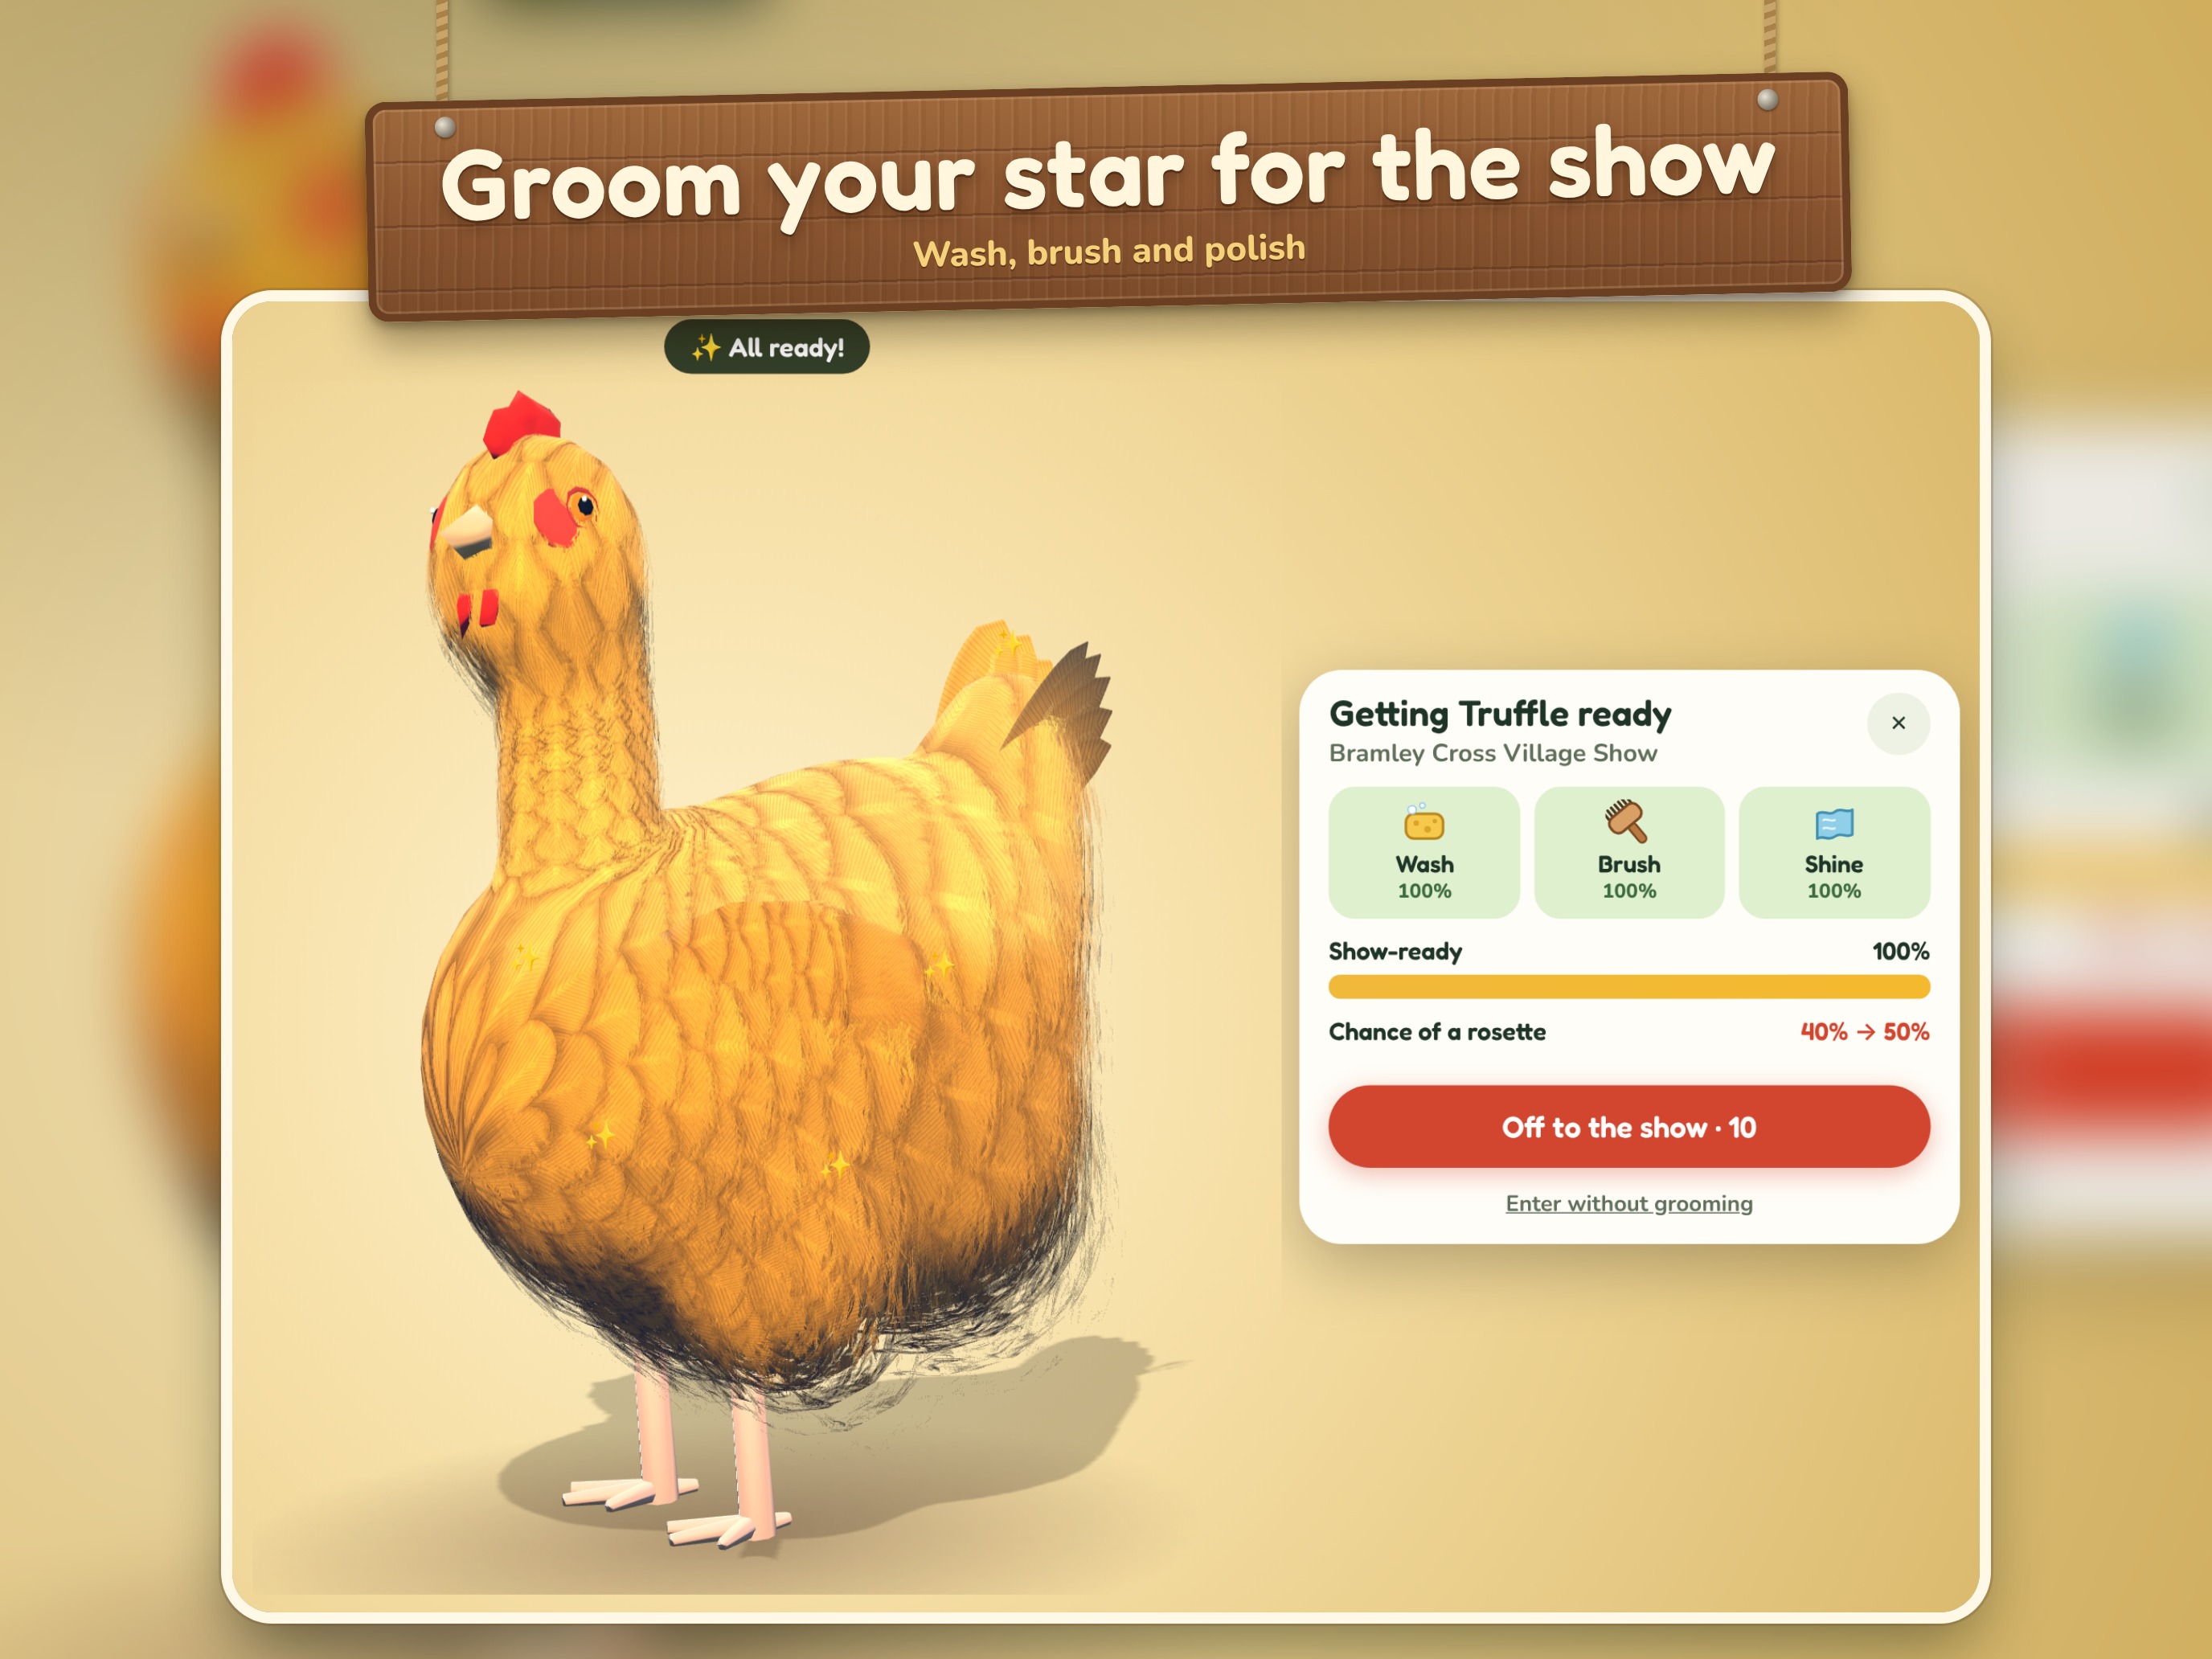 Groom your star for the show
Wash, brush and polish
✨ All ready!
Getting Truffle ready
×
Bramley Cross Village Show
Wash
Brush
Shine
100%
100%
100%
Show-ready
100%
Chance of a rosette
40% → 50%
Off to the show · 10
Enter without grooming